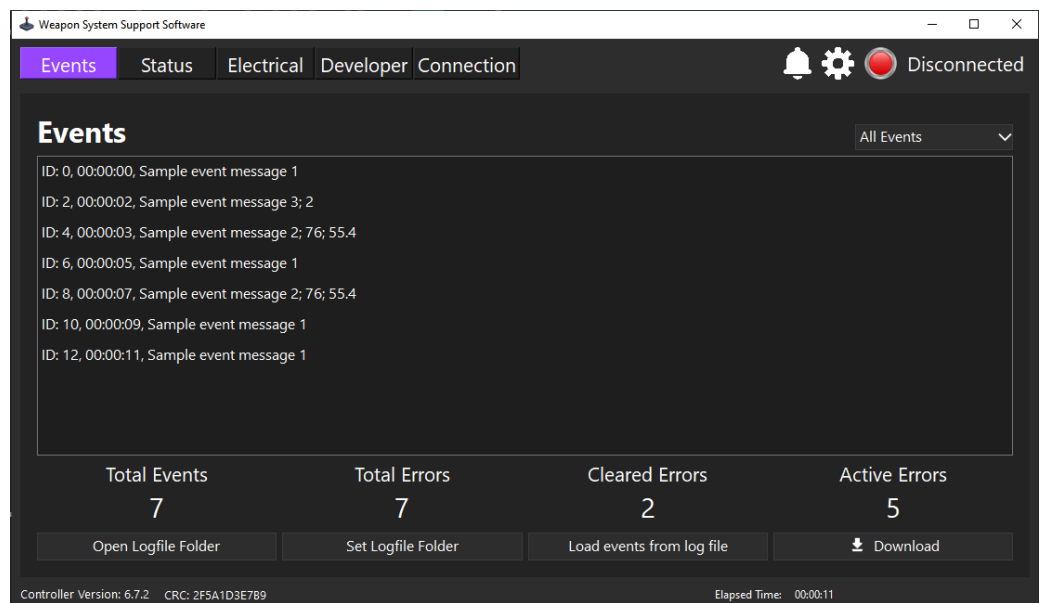 Weapon System Support Software
Events Status Electrical Developer Connection Disconnected
Events
All Events
ID: 0, 00:00:00, Sample event message 1
ID: 2, 00:00:02, Sample event message 3; 2
ID: 4, 00:00:03, Sample event message 2; 76; 55.4
ID: 6, 00:00:05, Sample event message 1
ID: 8, 00:00:07, Sample event message 2; 76; 55.4
ID: 10, 00:00:09, Sample event message 1
ID: 12, 00:00:11, Sample event message 1
Total Events Total Errors Cleared Errors Active Errors
7 7 2 5
Open Logfile Folder Set Logfile Folder Load events from log file Download
Controller Version: 6.7.2 CRC: 2F5A1D3E7B9 Elapsed Time: 00:00:11